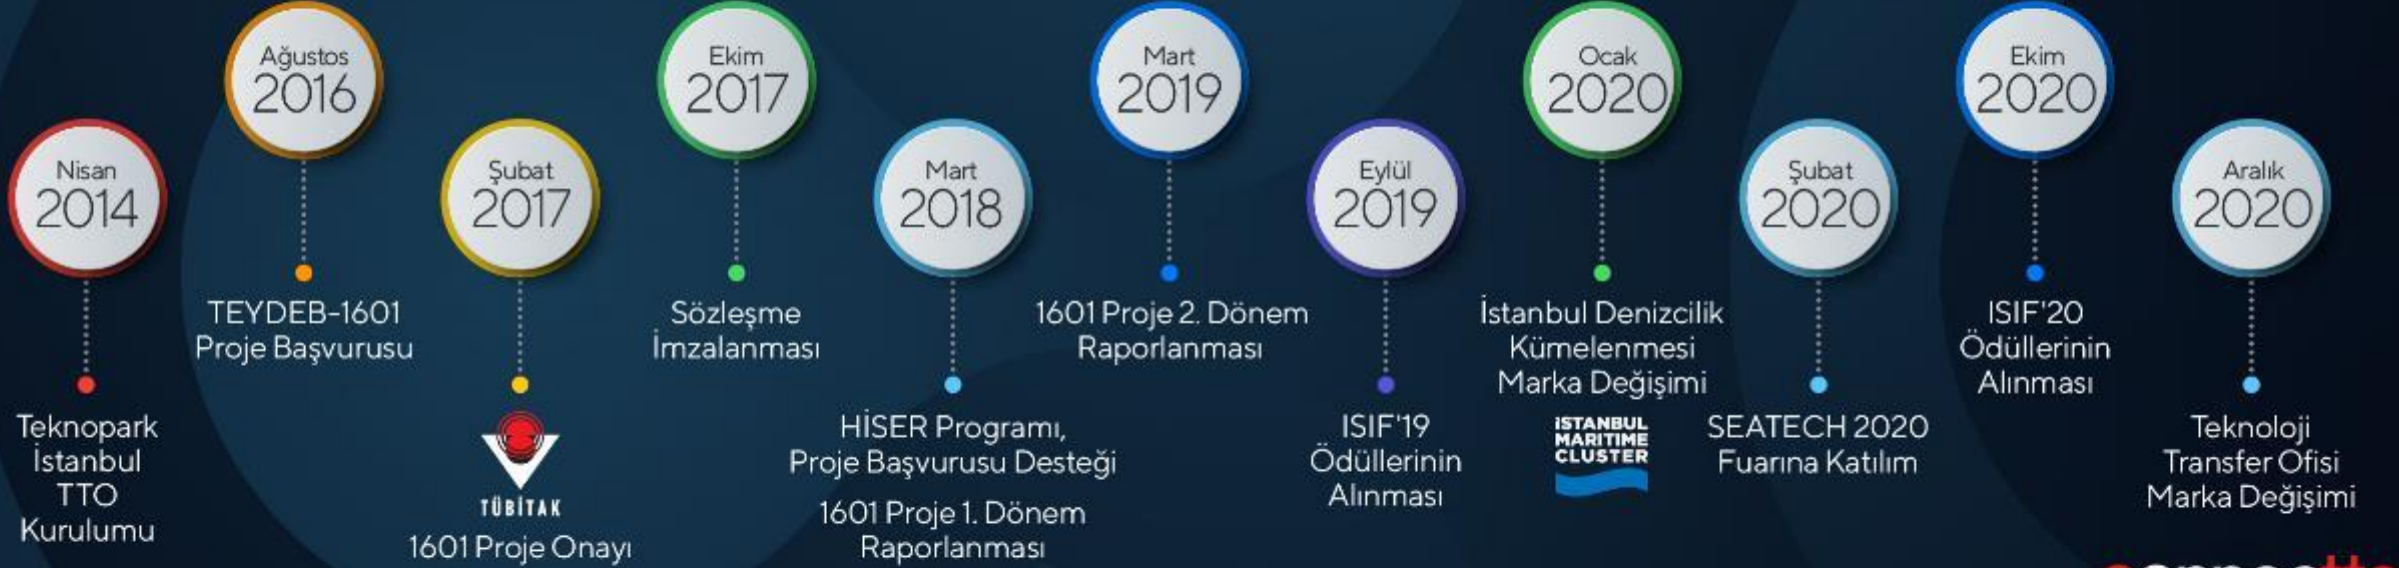 Nisan
2014
Teknopark
İstanbul
TTO
Kurulumu
Ağustos
2016
TEYDEB-1601
Proje Başvurusu
Şubat
2017
TÜBİTAK
1601 Proje Onayı
Ekim
2017
Sözleşme
İmzalanması
Mart
2018
HİSER Programı,
Proje Başvurusu Desteği
1601 Proje 1. Dönem
Raporlanması
Mart
2019
1601 Proje 2. Dönem
Raporlanması
Eylül
2019
ISIF'19
Ödüllerinin
Alınması
Ocak
2020
İstanbul Denizcilik
Kümelenmesi
Marka Değişimi
ISTANBUL
MARITIME
CLUSTER
Şubat
2020
SEATECH 2020
Fuarına Katılım
Ekim
2020
ISIF'20
Ödüllerinin
Alınması
Aralık
2020
Teknoloji
Transfer Ofisi
Marka Değişimi